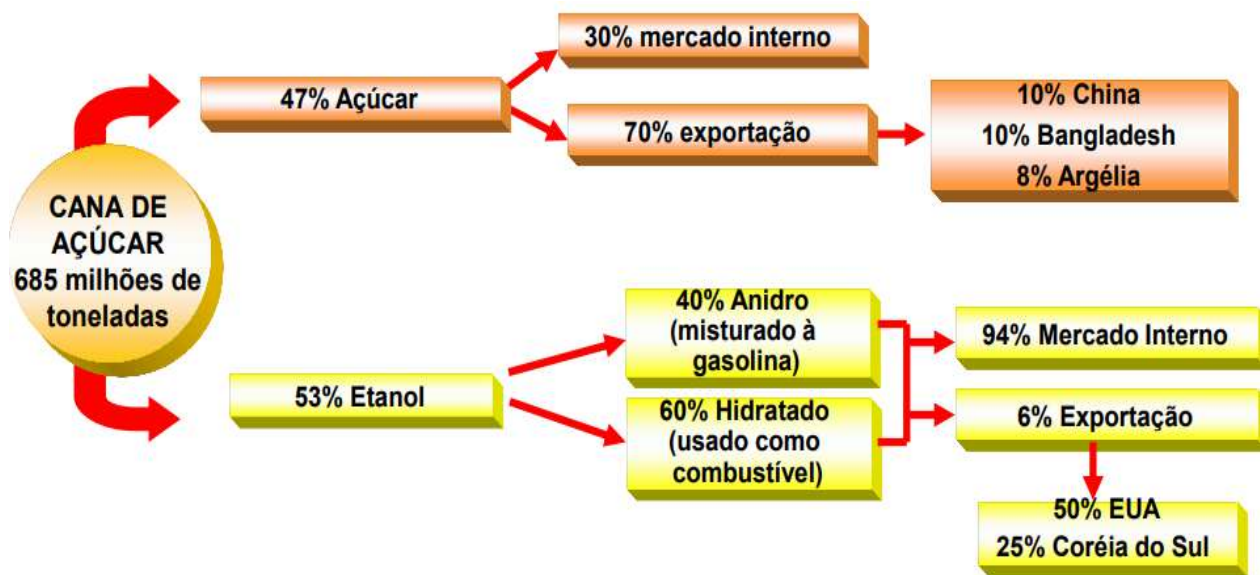 CANA DE
AÇÚCAR
685 milhões de
toneladas
47% Açúcar
30% mercado interno
70% exportação
10% China
10% Bangladesh
8% Argélia
53% Etanol
40% Anidro
(misturado à
gasolina)
60% Hidratado
(usado como
combustível)
94% Mercado Interno
6% Exportação
50% EUA
25% Coréia do Sul